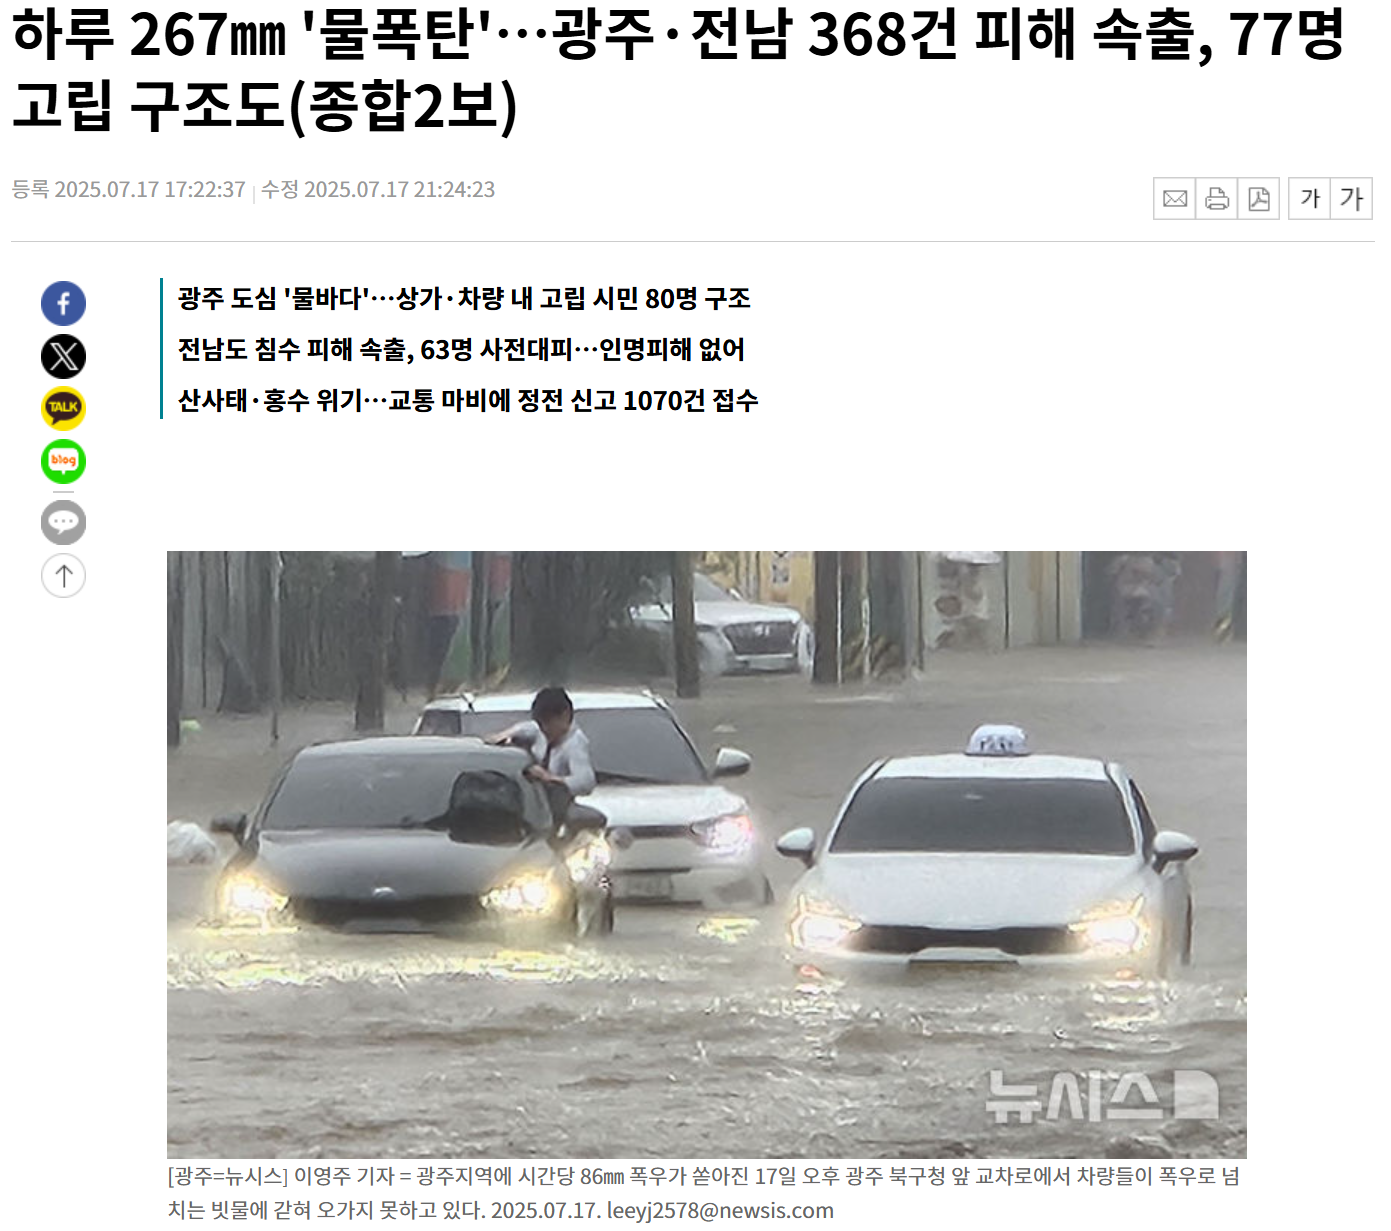 하루 267㎜ '물폭탄'…광주·전남 368건 피해 속출, 77명
고립 구조도(종합2보)
등록 2025.07.17 17:22:37 | 수정 2025.07.17 21:24:23
가 가
광주 도심 '물바다'…상가·차량 내 고립 시민 80명 구조
전남도 침수 피해 속출, 63명 사전대피…인명피해 없어
산사태·홍수 위기…교통 마비에 정전 신고 1070건 접수
TALK
blog
TAXI
뉴시스
[광주=뉴시스] 이영주 기자 = 광주지역에 시간당 86㎜ 폭우가 쏟아진 17일 오후 광주 북구청 앞 교차로에서 차량들이 폭우로 넘
치는 빗물에 갇혀 오가지 못하고 있다. 2025.07.17. leeyj2578@newsis.com